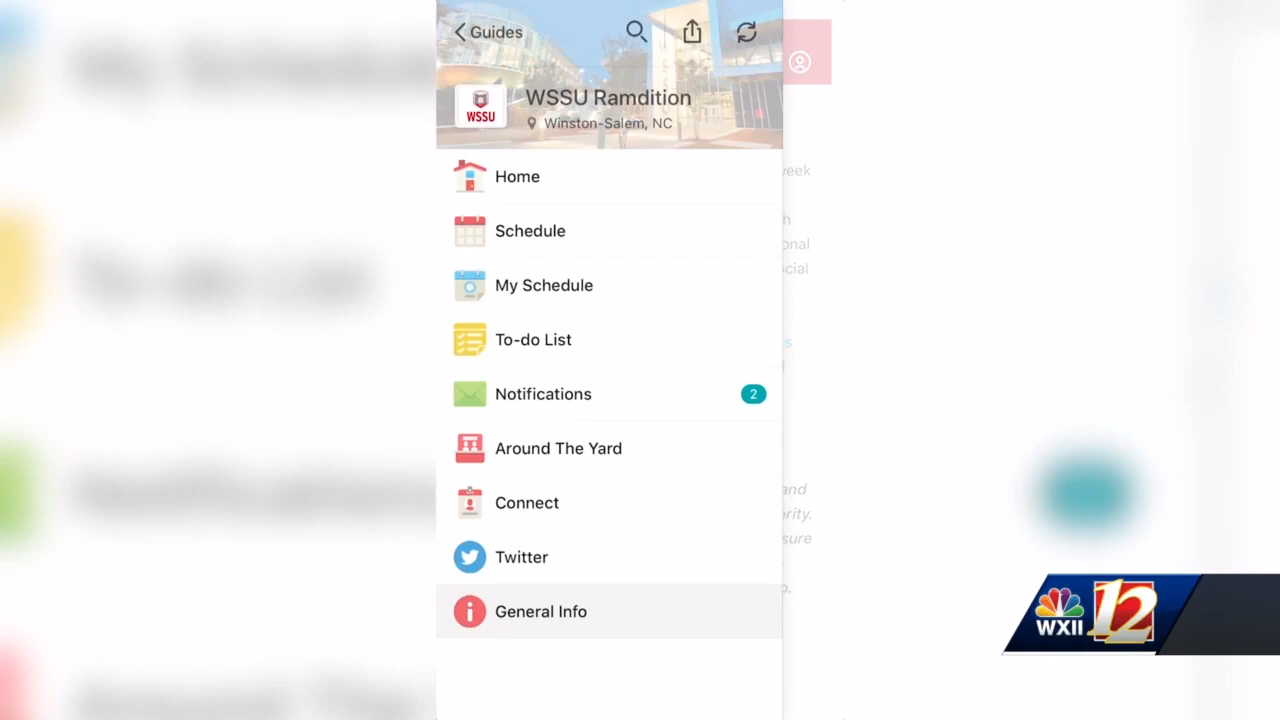 Guides
WSSU
WSSU Ramdition
Winston-Salem, NC
Home
Schedule
My Schedule
To-do List
Notifications
2
Around The Yard
Connect
Twitter
General Info
WXII 12